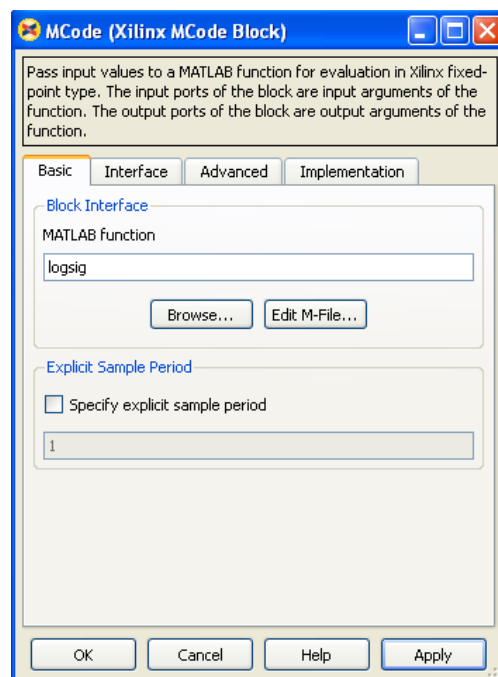 MCode (Xilinx MCode Block)
Pass input values to a MATLAB function for evaluation in Xilinx fixed-
point type. The input ports of the block are input arguments of the
function. The output ports of the block are output arguments of the
function.
Basic Interface Advanced Implementation
Block Interface
MATLAB function
logsig
Browse... Edit M-File...
Explicit Sample Period
Specify explicit sample period
1
OK Cancel Help Apply